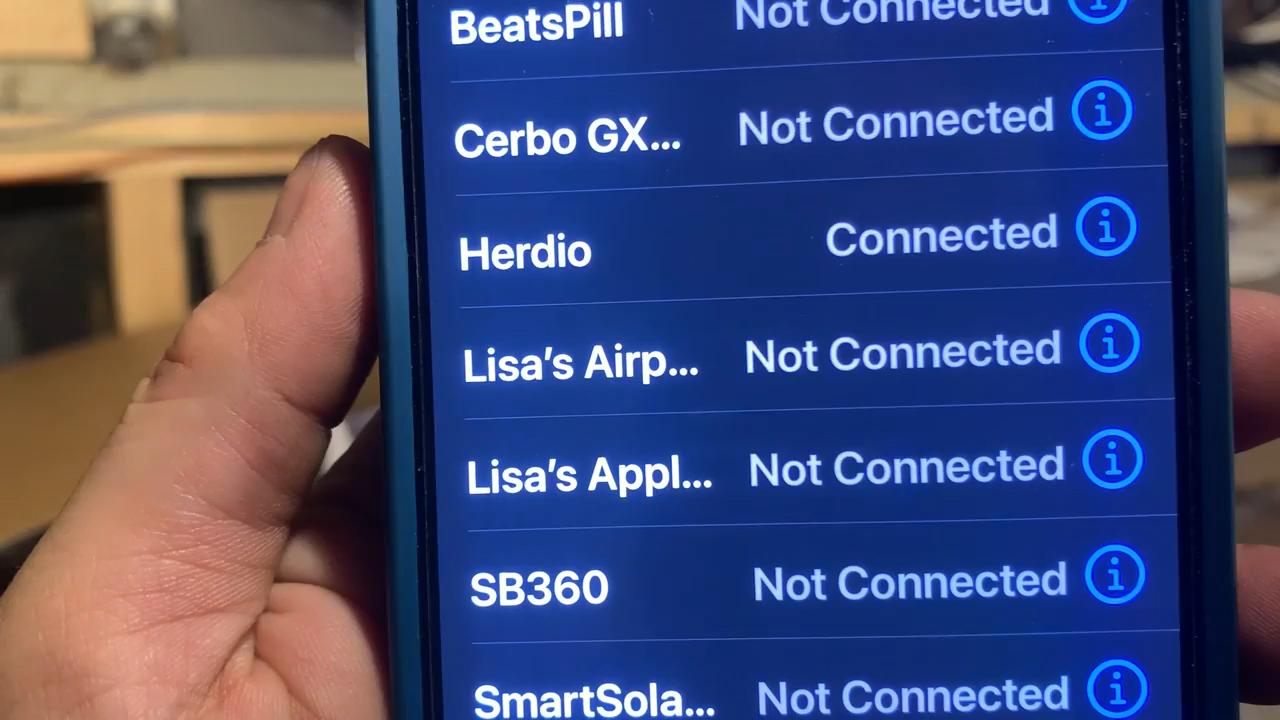 BeatsPill Not Connected
Cerbo GX... Not Connected
Herdio Connected
Lisa’s Airp... Not Connected
Lisa’s Appl... Not Connected
SB360 Not Connected
SmartSola... Not Connected